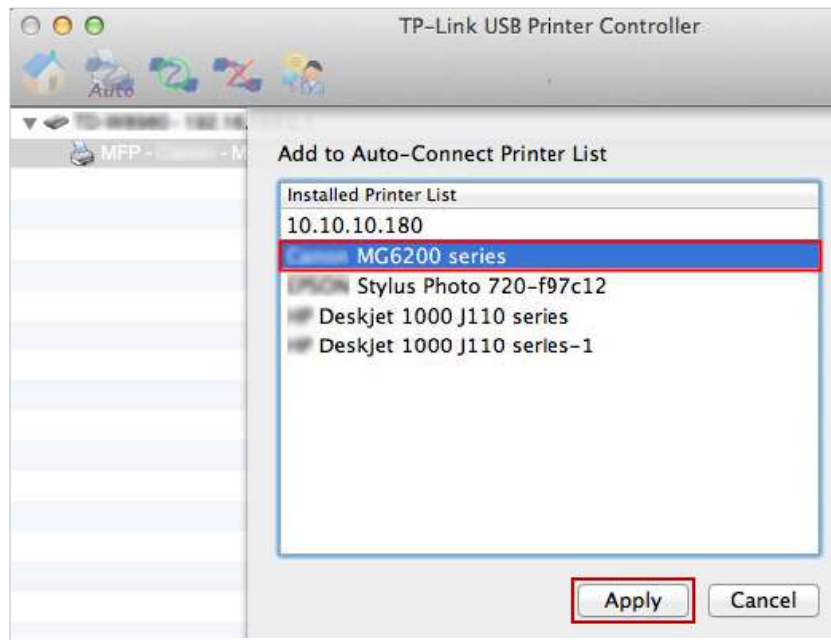 TP-Link USB Printer Controller
Auto
MFP - - M
Add to Auto-Connect Printer List
Installed Printer List
10.10.10.180
MG6200 series
Stylus Photo 720-f97c12
Deskjet 1000 J110 series
Deskjet 1000 J110 series-1
Apply
Cancel